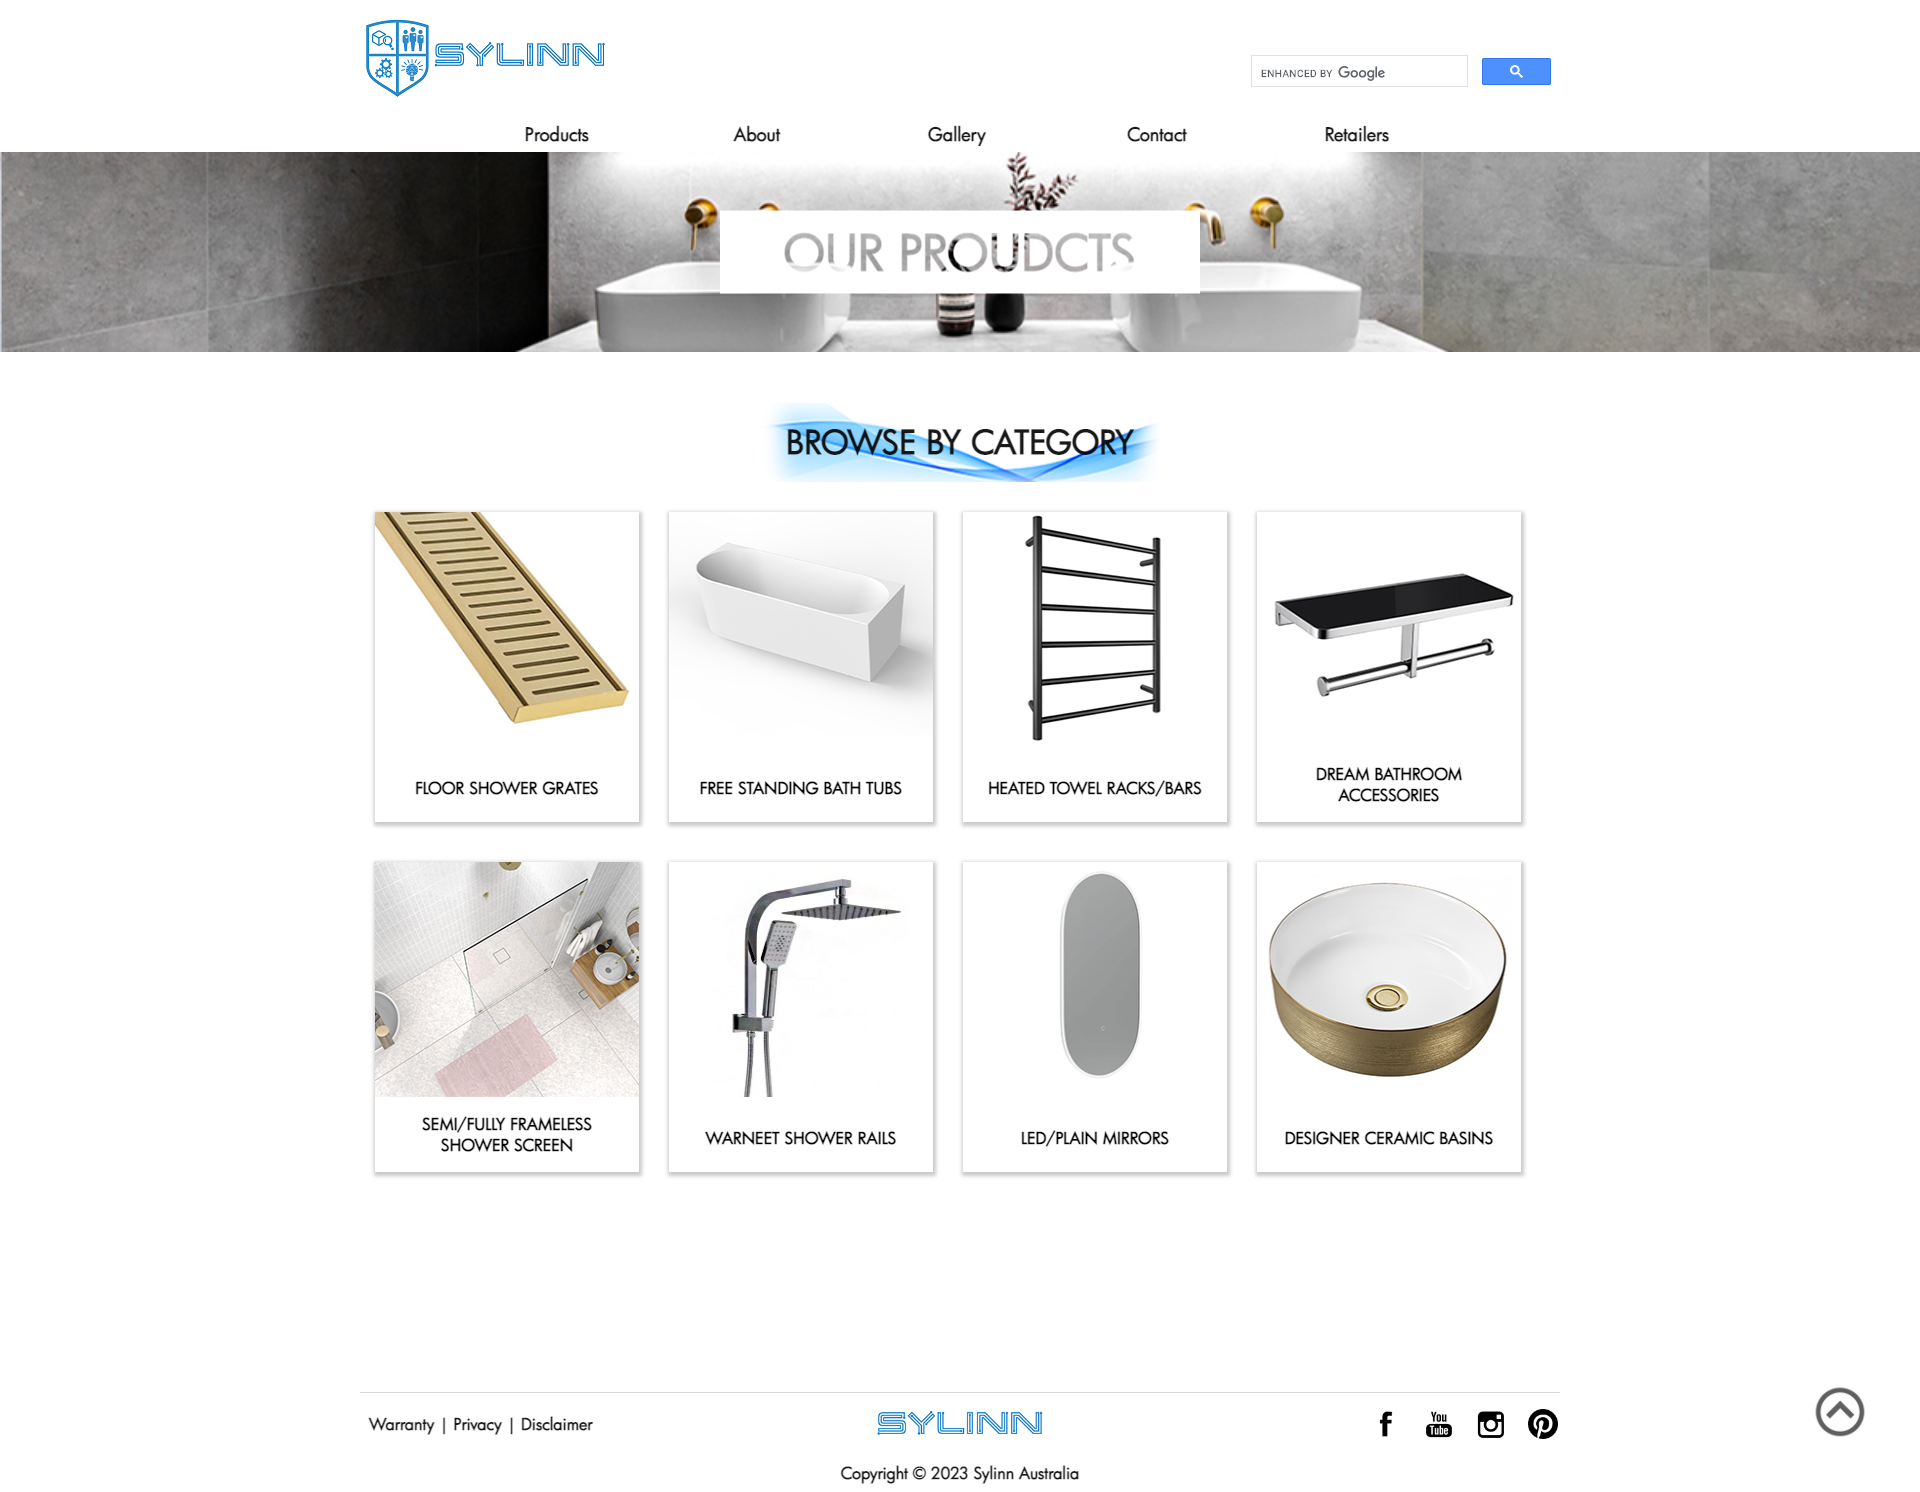 SYLINN
ENHANCED BY Google
Products
About
Gallery
Contact
Retailers
OUR PROUDCTS
BROWSE BY CATEGORY
FLOOR SHOWER GRATES
FREE STANDING BATH TUBS
HEATED TOWEL RACKS/BARS
DREAM BATHROOM
ACCESSORIES
SEMI/FULLY FRAMELESS
SHOWER SCREEN
WARNEET SHOWER RAILS
LED/PLAIN MIRRORS
DESIGNER CERAMIC BASINS
Warranty | Privacy | Disclaimer
SYLINN
You
Tube
Copyright © 2023 Sylinn Australia